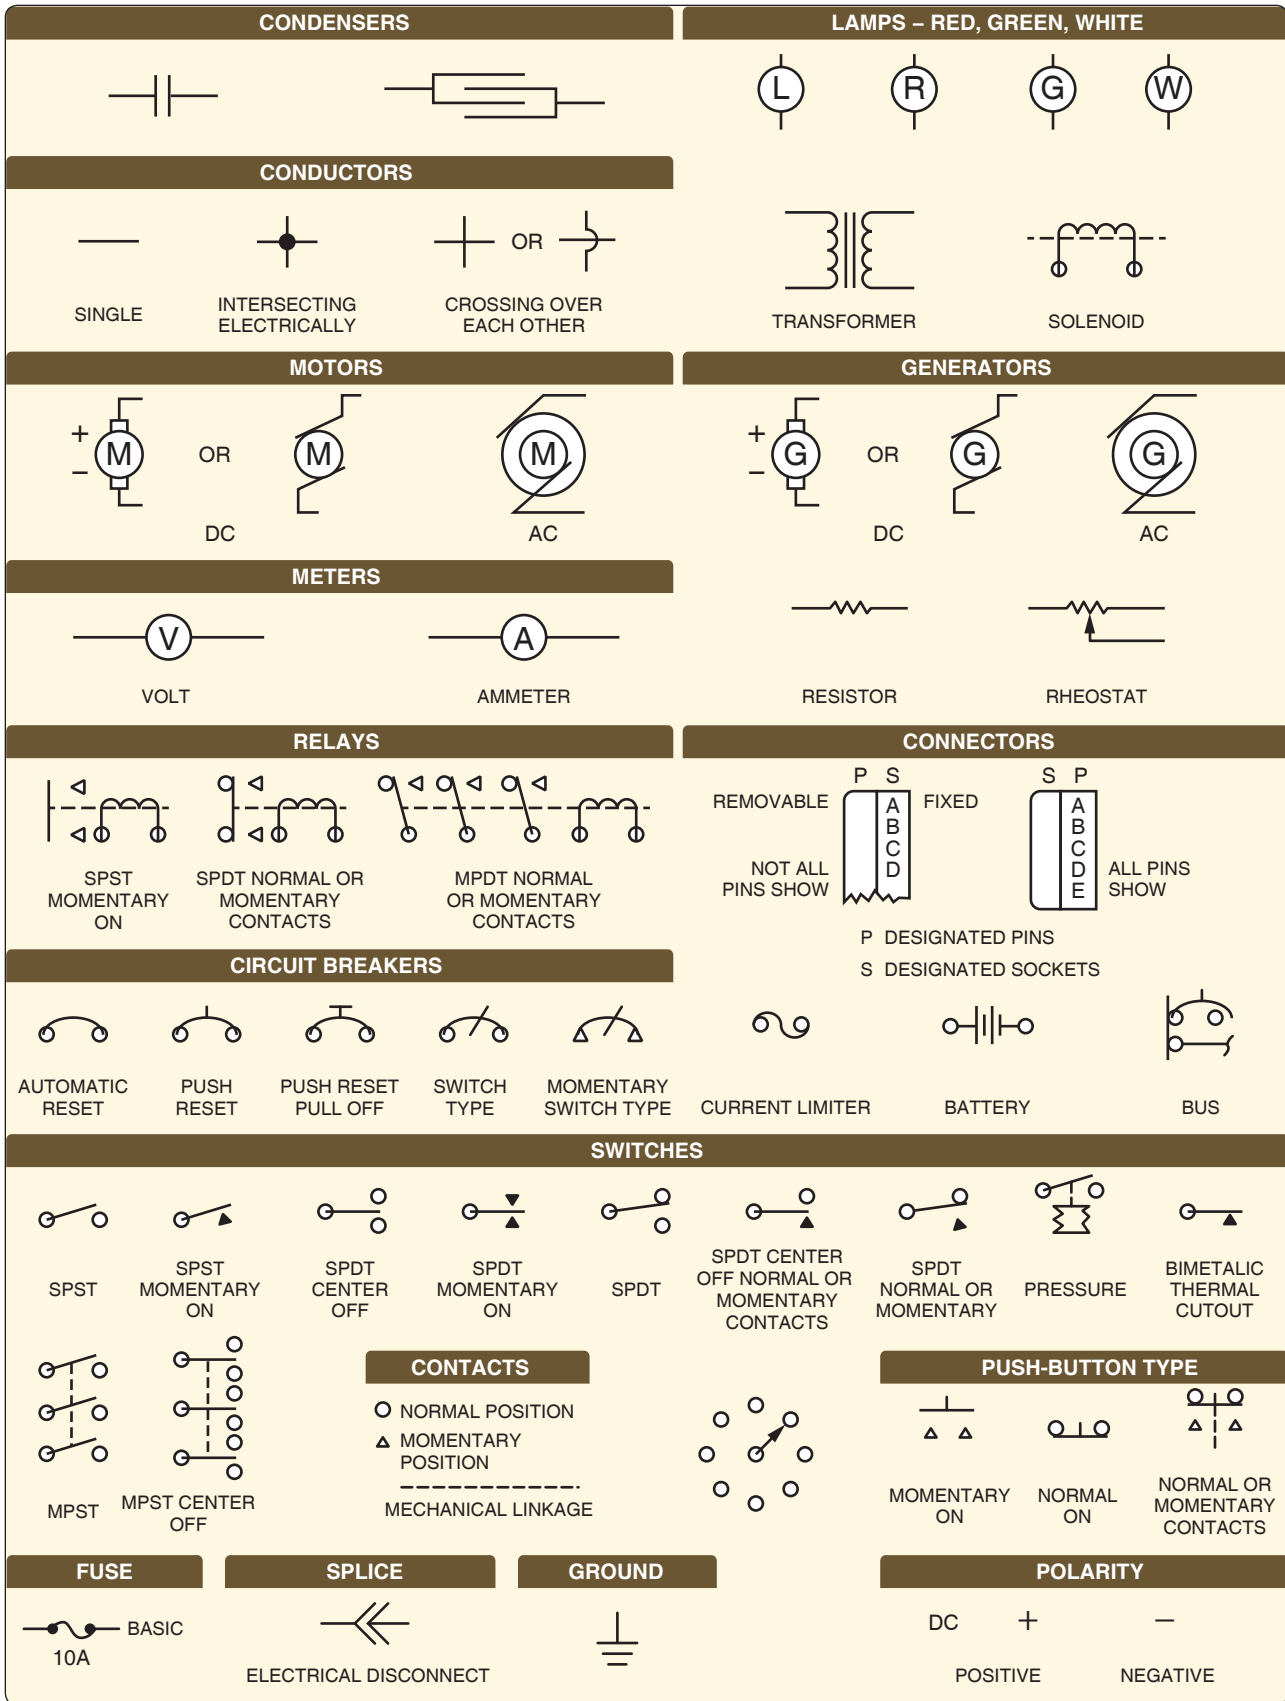 CONDENSERS
LAMPS – RED, GREEN, WHITE
L
R
G
W
CONDUCTORS
OR
SINGLE
INTERSECTING
ELECTRICALLY
CROSSING OVER
EACH OTHER
TRANSFORMER
SOLENOID
MOTORS
+
–
M
OR
M
M
DC
AC
GENERATORS
+
–
G
OR
G
G
DC
AC
METERS
V
A
VOLT
AMMETER
RESISTOR
RHEOSTAT
RELAYS
SPST
MOMENTARY
ON
SPDT NORMAL OR
MOMENTARY
CONTACTS
MPDT NORMAL
OR MOMENTARY
CONTACTS
CONNECTORS
P S
REMOVABLE
A
B
C
D
FIXED
NOT ALL
PINS SHOW
S P
A
B
C
D
E
ALL PINS
SHOW
P DESIGNATED PINS
S DESIGNATED SOCKETS
CIRCUIT BREAKERS
AUTOMATIC
RESET
PUSH
RESET
PUSH RESET
PULL OFF
SWITCH
TYPE
MOMENTARY
SWITCH TYPE
CURRENT LIMITER
BATTERY
BUS
SWITCHES
SPST
SPST
MOMENTARY
ON
SPDT
CENTER
OFF
SPDT
MOMENTARY
ON
SPDT
SPDT CENTER
OFF NORMAL OR
MOMENTARY
CONTACTS
SPDT
NORMAL OR
MOMENTARY
PRESSURE
BIMETALIC
THERMAL
CUTOUT
MPST
MPST CENTER
OFF
CONTACTS
NORMAL POSITION
MOMENTARY
POSITION
MECHANICAL LINKAGE
PUSH-BUTTON TYPE
MOMENTARY
ON
NORMAL
ON
NORMAL OR
MOMENTARY
CONTACTS
FUSE
BASIC
10A
SPLICE
ELECTRICAL DISCONNECT
GROUND
POLARITY
DC + –
POSITIVE
NEGATIVE